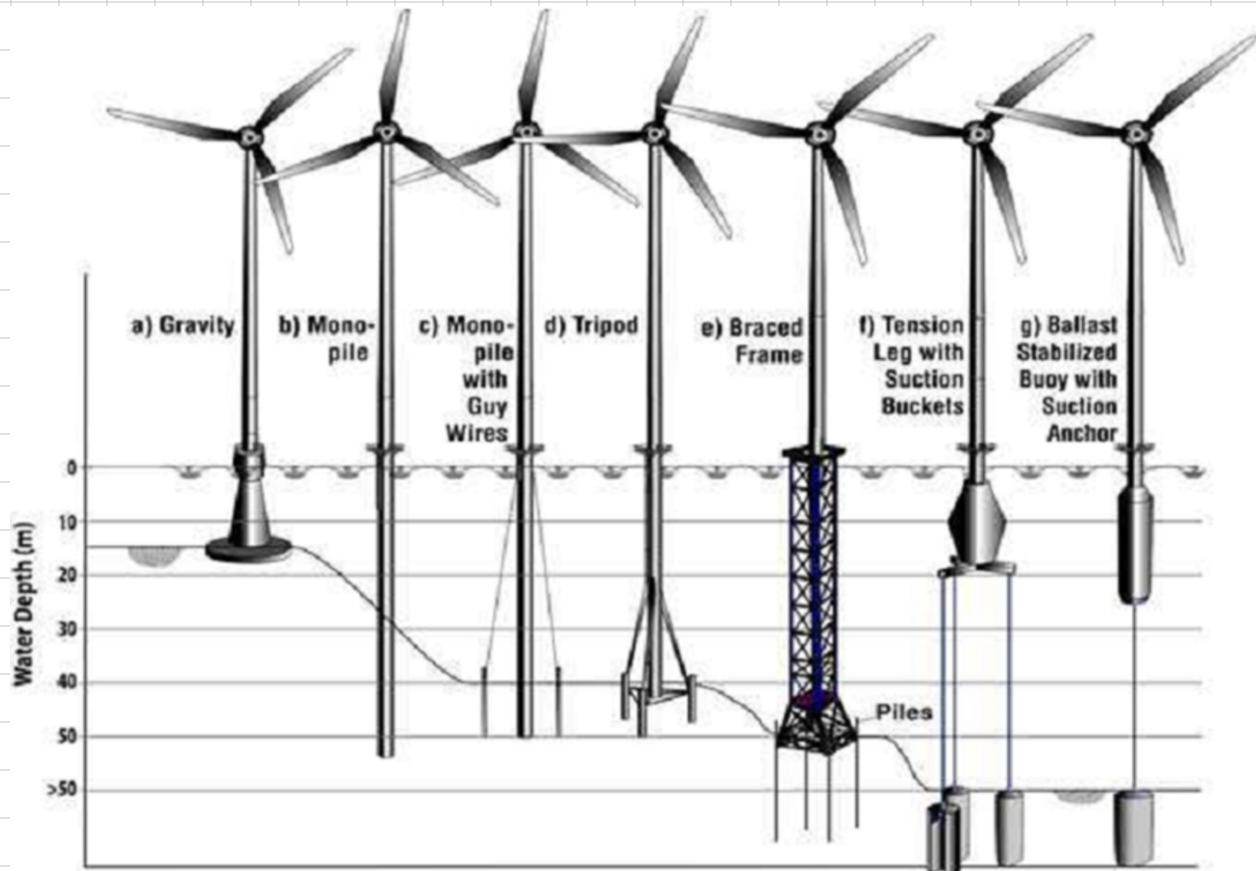 a) Gravity
b) Mono-
pile
c) Mono-
pile
with
Guy
Wires
d) Tripod
e) Braced
Frame
f) Tension
Leg with
Suction
Buckets
g) Ballast
Stabilized
Buoy with
Suction
Anchor
Water Depth (m)
0
10
20
30
40
50
>50
Piles